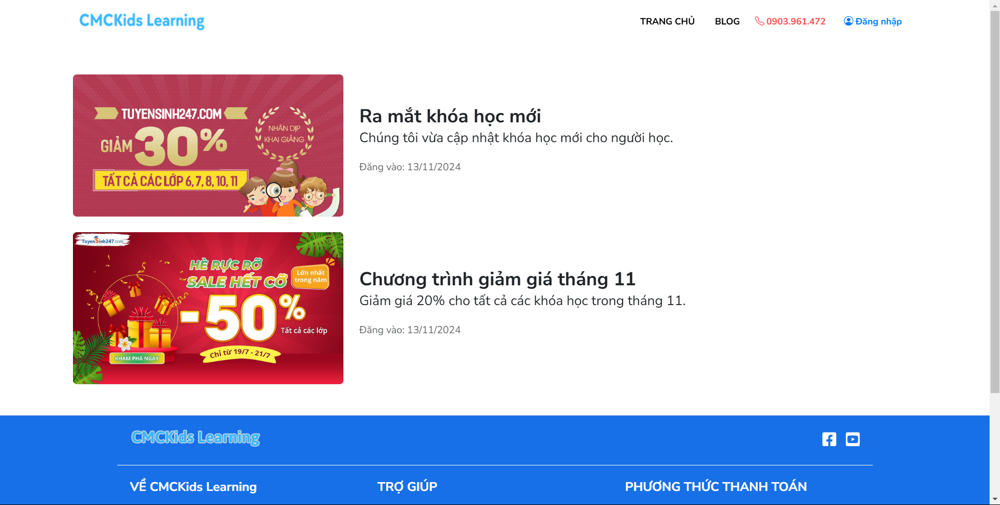 CMCKids Learning
TRANG CHỦ
BLOG
0903.961.472
Đăng nhập
TUYENSINH247.COM
GIẢM 30%
NHÂN DỊP
KHAI GIẢNG
TẤT CẢ CÁC LỚP 6, 7, 8, 10, 11
Ra mắt khóa học mới
Chúng tôi vừa cập nhật khóa học mới cho người học.
Đăng vào: 13/11/2024
TuyenSinh247.com
HÈ RỰC RỠ
SALE HẾT CỠ
Lớn nhất
trong năm
-50%
Tất cả các lớp
Chỉ từ 19/7 - 21/7
KHÁM PHÁ NGAY
Chương trình giảm giá tháng 11
Giảm giá 20% cho tất cả các khóa học trong tháng 11.
Đăng vào: 13/11/2024
CMCKids Learning
VỀ CMCKids Learning
TRỢ GIÚP
PHƯƠNG THỨC THANH TOÁN